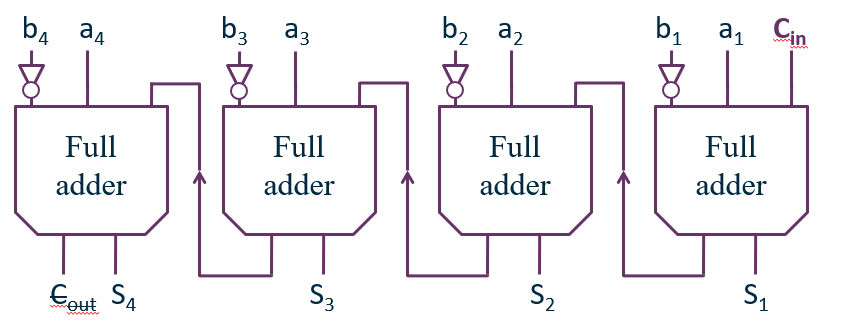 b4 a4 b3 a3 b2 a2 b1 a1 Cin
Full adder
Full adder
Full adder
Full adder
Cout S4 S3 S2 S1